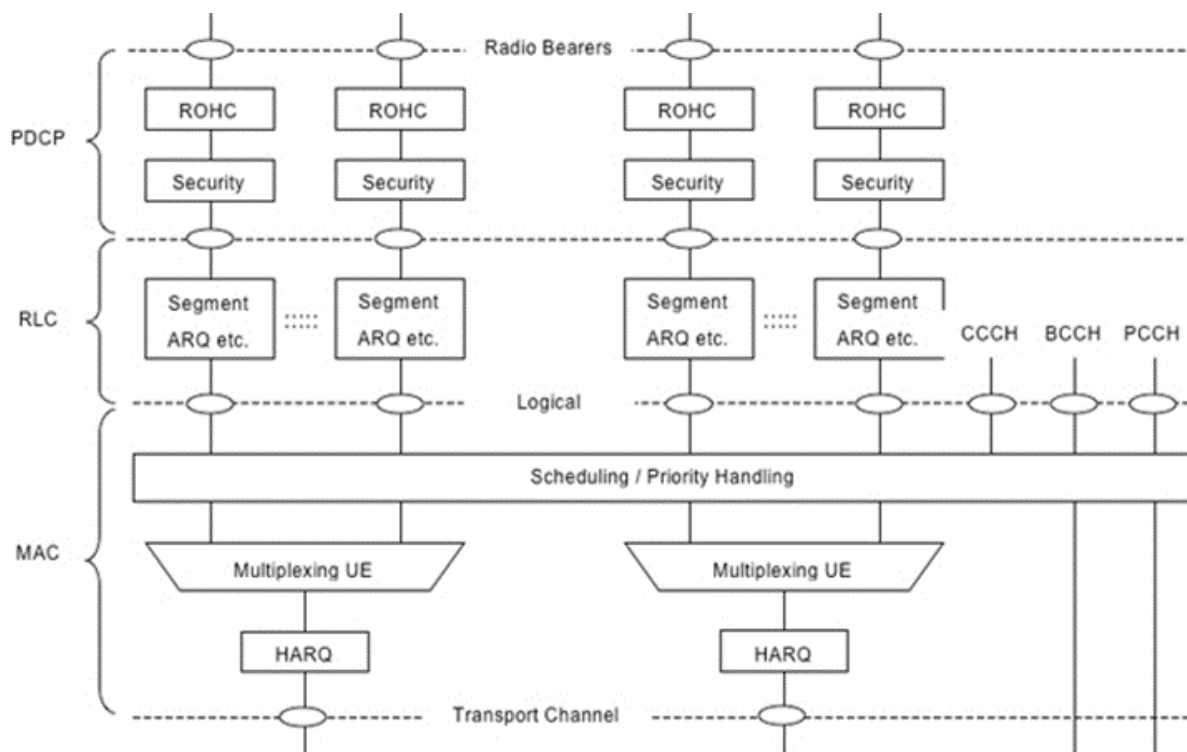 Radio Bearers
ROHC ROHC ROHC ROHC
PDCP
Security Security Security Security
Segment Segment Segment Segment
RLC
ARQ etc. ARQ etc. ARQ etc. ARQ etc.
CCCH BCCH PCCH
Logical
Scheduling / Priority Handling
MAC
Multiplexing UE Multiplexing UE
HARQ HARQ
Transport Channel